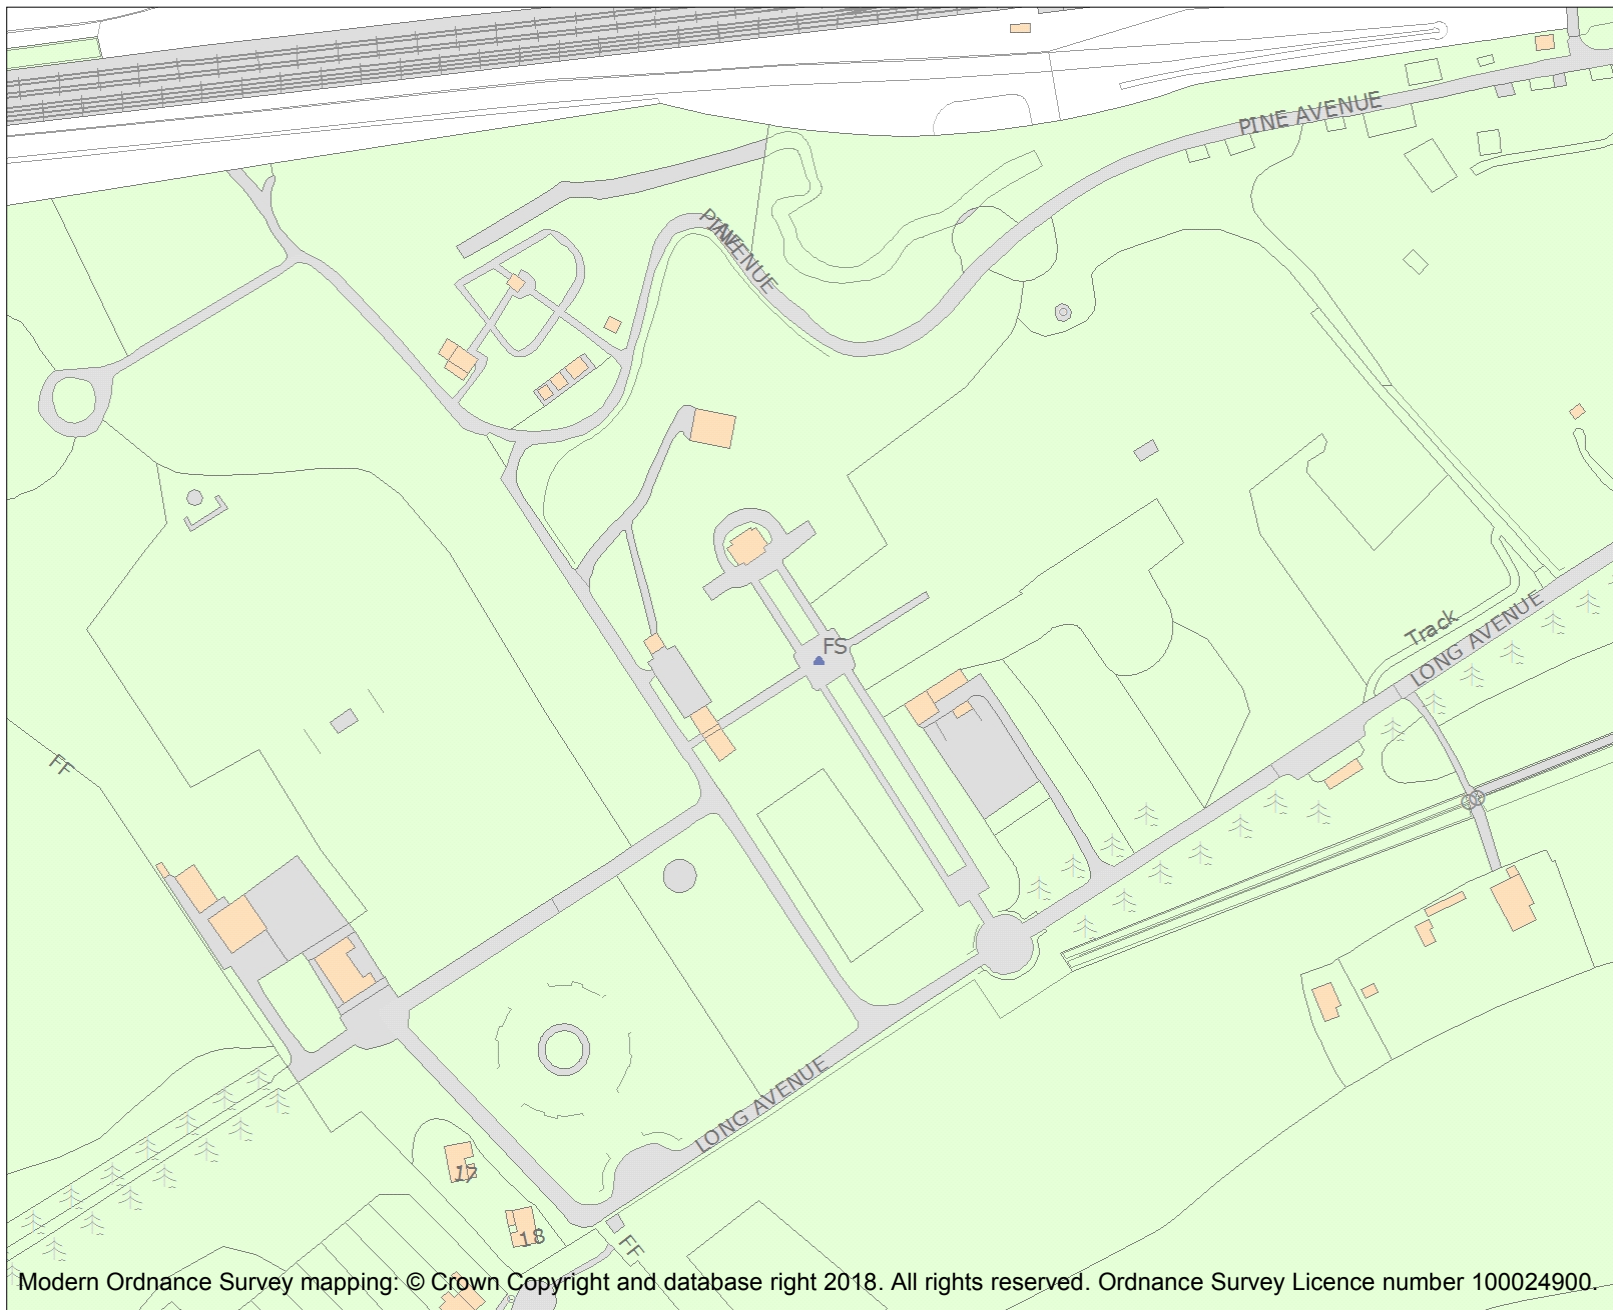 PINE AVENUE
PINE
AVENUE
FS
Track
LONG AVENUE
FF
LONG AVENUE
17
18
FF
Modern Ordnance Survey mapping: © Crown Copyright and database right 2018. All rights reserved. Ordnance Survey Licence number 100024900.